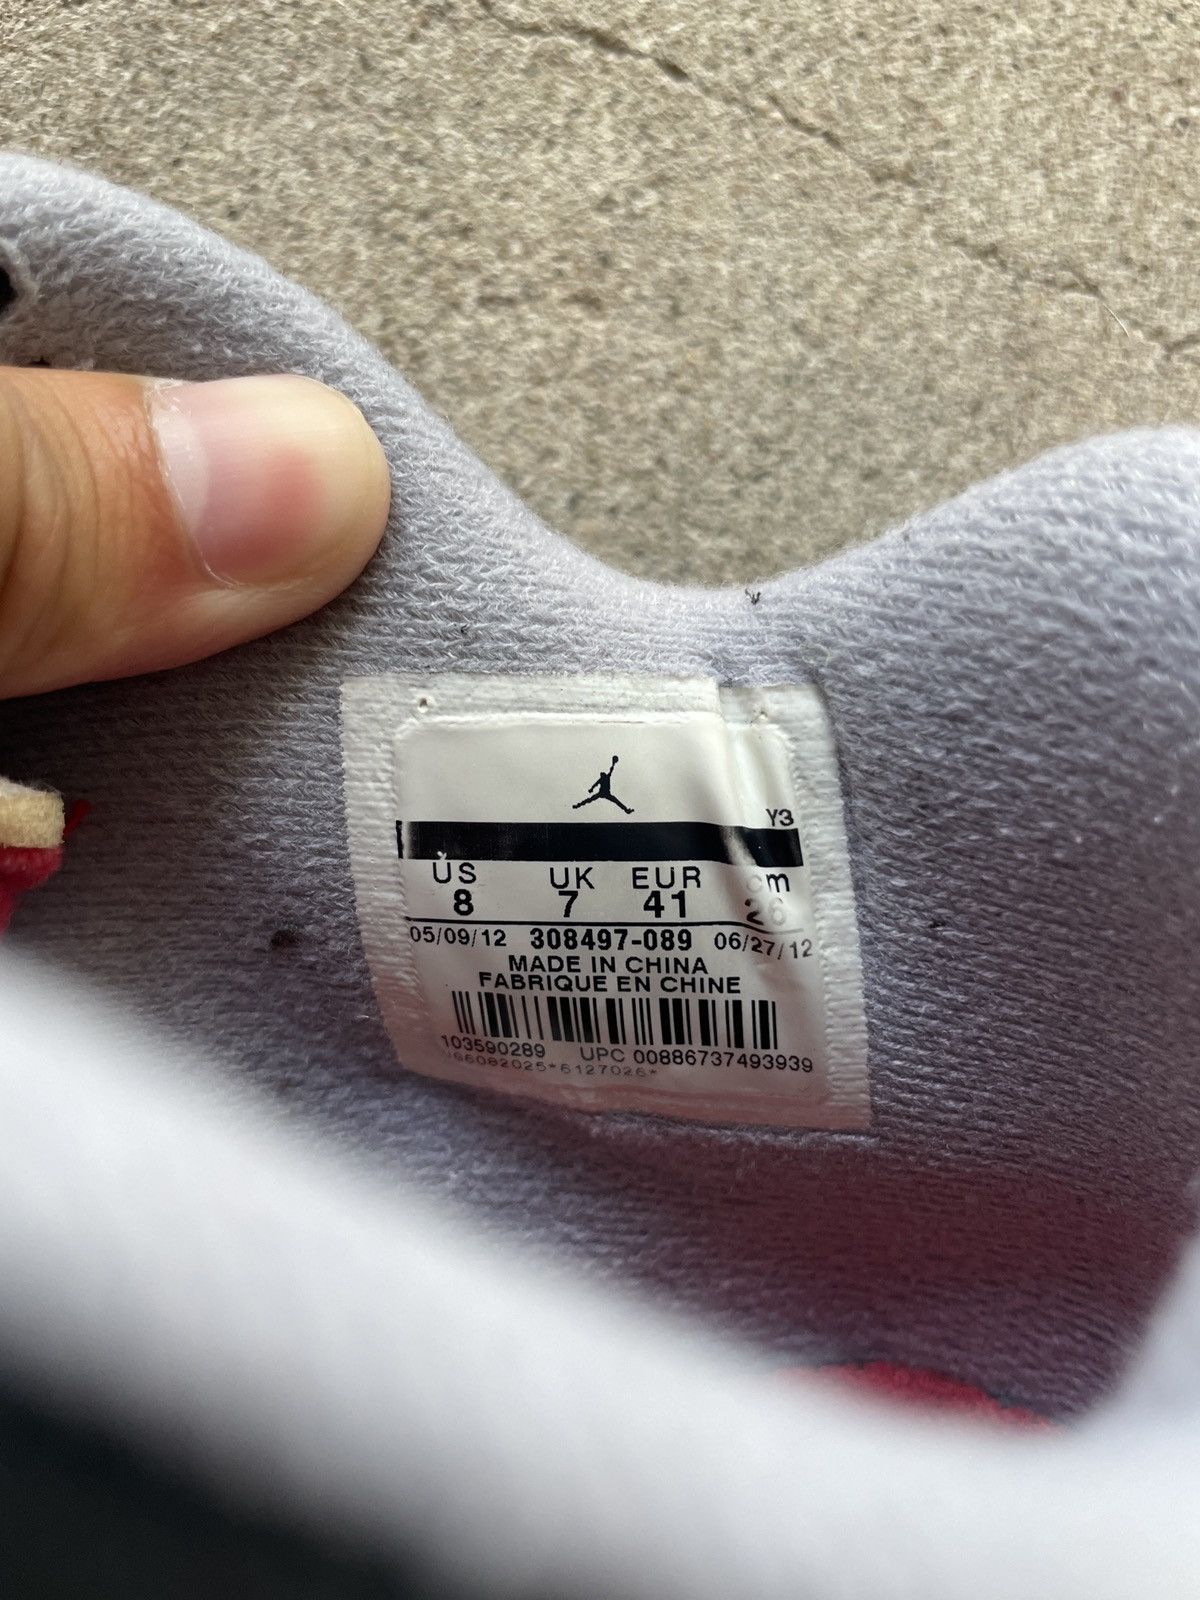 Y3
US UK EUR cm
8 7 41 26
05/09/12 308497-089 06/27/12
MADE IN CHINA
FABRIQUE EN CHINE
103590289 UPC 00886737493939
6127026*